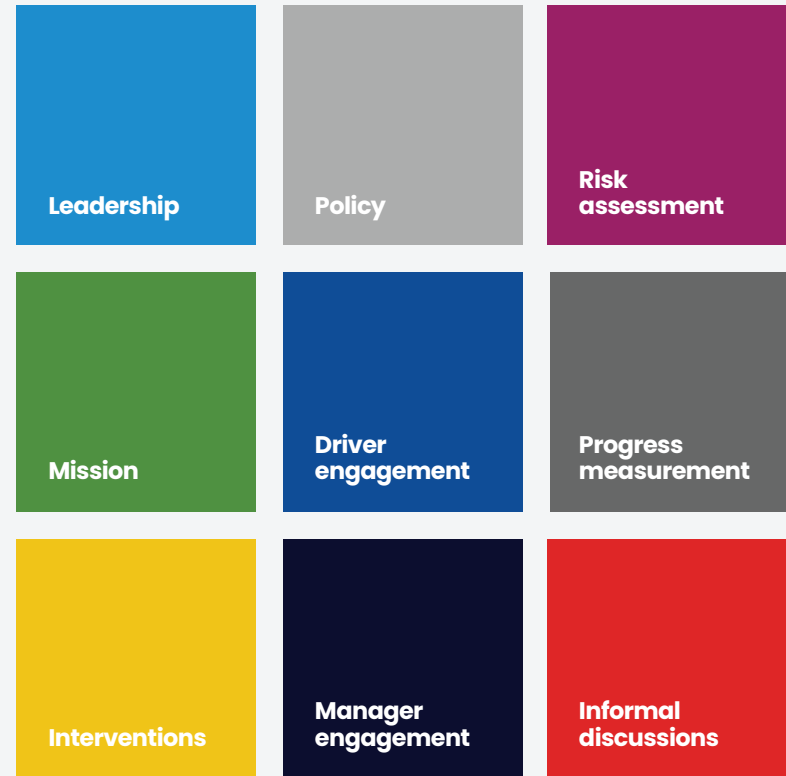 Leadership
Policy
Risk
assessment
Mission
Driver
engagement
Progress
measurement
Interventions
Manager
engagement
Informal
discussions